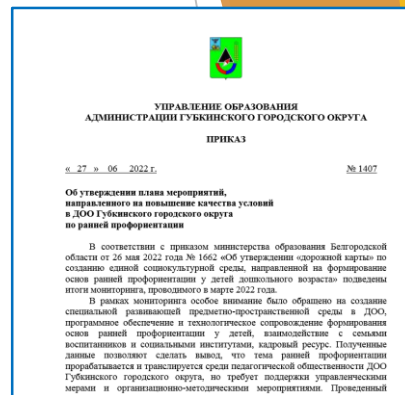 УПРАВЛЕНИЕ ОБРАЗОВАНИЯ
АДМИНИСТРАЦИИ ГУБКИНСКОГО ГОРОДСКОГО ОКРУГА
ПРИКАЗ
« 27 » 06 2022 г. № 1407
Об утверждении плана мероприятий,
направленного на повышение качества условий
в ДОО Губкинского городского округа
по ранней профориентации
В соответствии с приказом министерства образования Белгородской
области от 26 мая 2022 года № 1662 «Об утверждении «дорожной карты» по
созданию единой социокультурной среды, направленной на формирование
основ ранней профориентации у детей дошкольного возраста» подведены
итоги мониторинга, проводимого в марте 2022 года.
В рамках мониторинга особое внимание было обращено на создание
специальной развивающей предметно-пространственной среды в ДОО,
программное обеспечение и технологическое сопровождение формирования
основ ранней профориентации у детей, взаимодействие с семьями
воспитанников и социальными институтами, кадровый ресурс. Полученные
данные позволяют сделать вывод, что тема ранней профориентации
прорабатывается и транслируется среди педагогической общественности ДОО
Губкинского городского округа, но требует поддержки управленческими
мерами и организационно-методическими мероприятиями. Проведенный